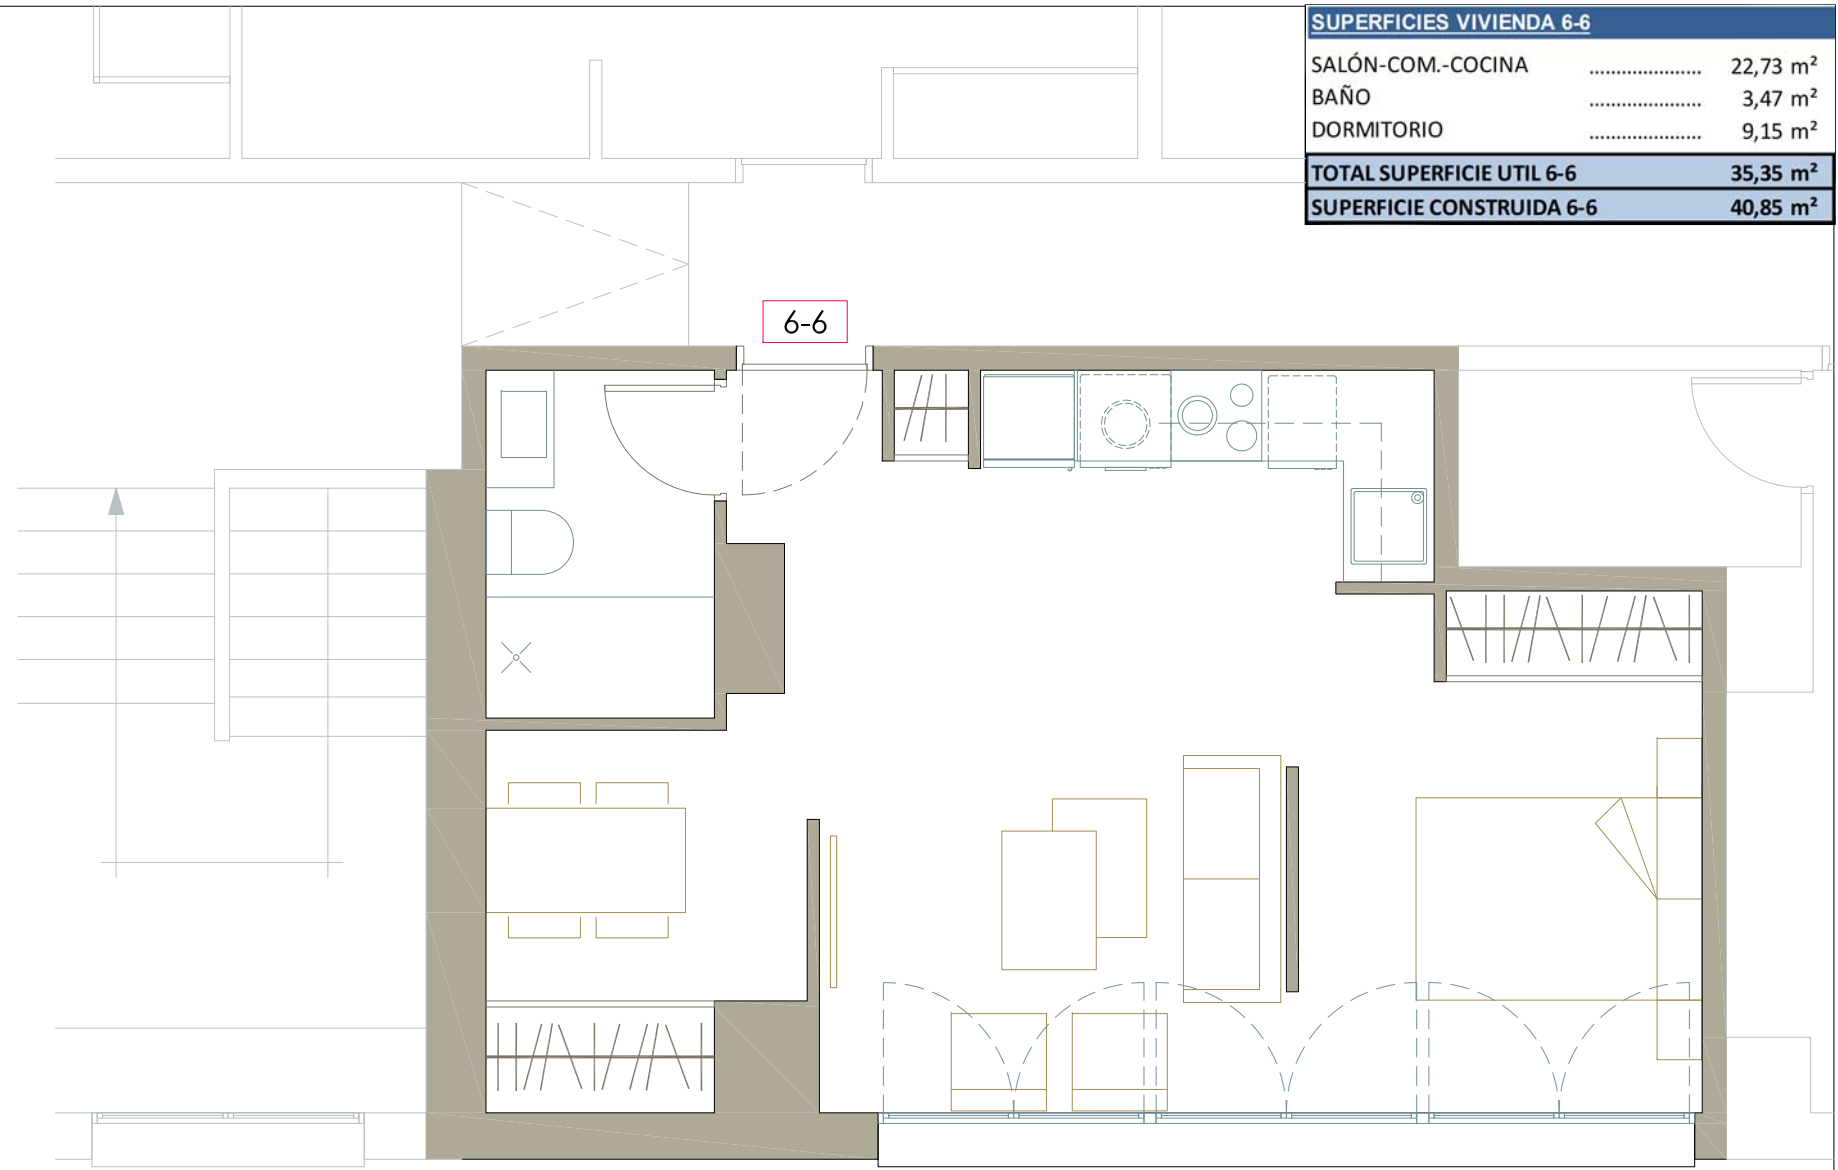 SUPERFICIES VIVIENDA 6-6
SALÓN-COM.-COCINA ..................... 22,73 m²
BAÑO ..................... 3,47 m²
DORMITORIO ..................... 9,15 m²
TOTAL SUPERFICIE UTIL 6-6 35,35 m²
SUPERFICIE CONSTRUIDA 6-6 40,85 m²
6-6